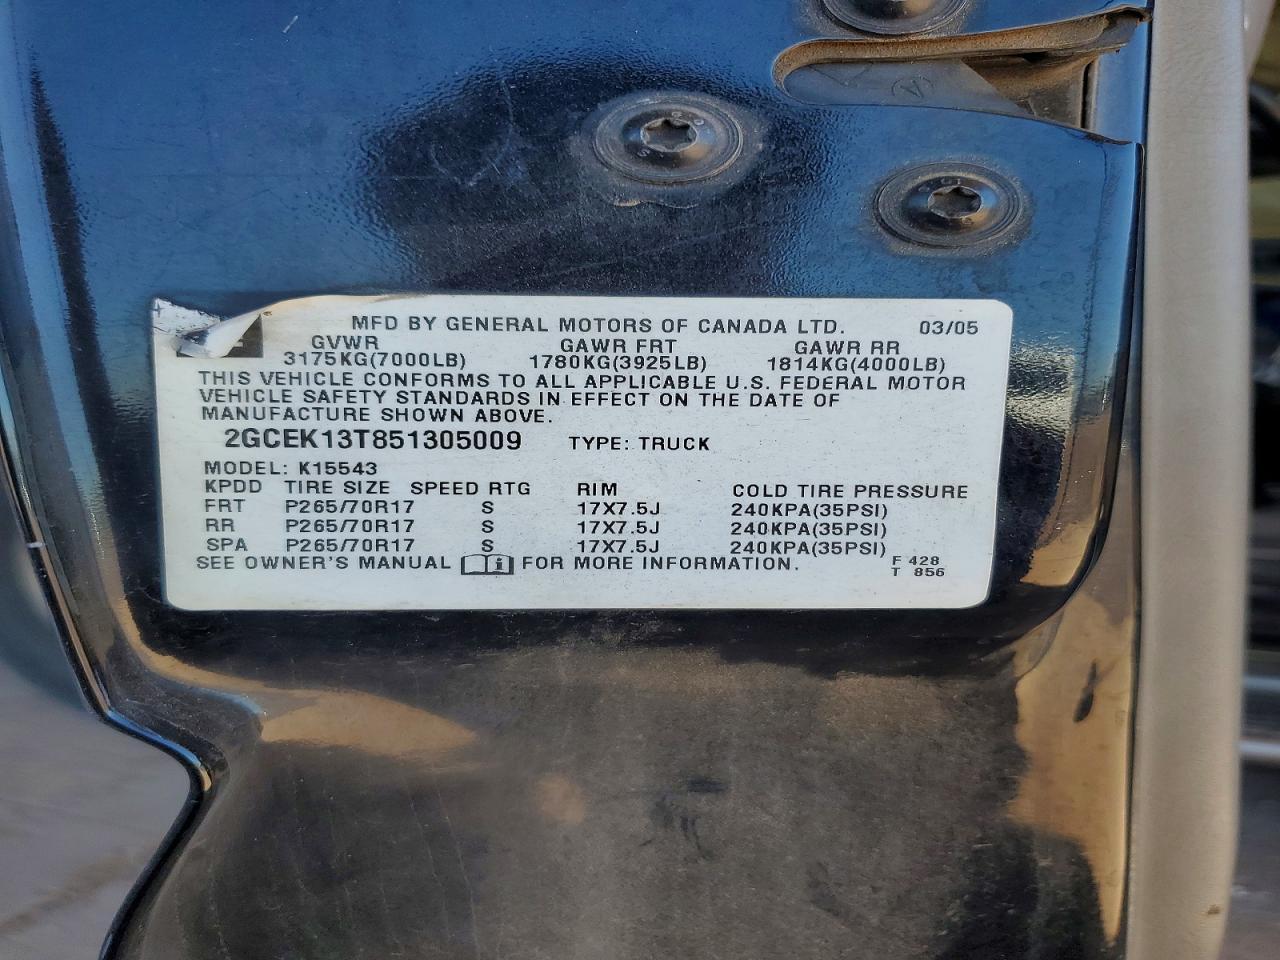 MFD BY GENERAL MOTORS OF CANADA LTD. 03/05
GVWR GAWR FRT GAWR RR
3175KG(7000LB) 1780KG(3925LB) 1814KG(4000LB)
THIS VEHICLE CONFORMS TO ALL APPLICABLE U.S. FEDERAL MOTOR
VEHICLE SAFETY STANDARDS IN EFFECT ON THE DATE OF
MANUFACTURE SHOWN ABOVE.
2GCEK13T851305009 TYPE: TRUCK
MODEL: K15543
KPDD TIRE SIZE SPEED RTG RIM COLD TIRE PRESSURE
FRT P265/70R17 S 17X7.5J 240KPA(35PSI)
RR P265/70R17 S 17X7.5J 240KPA(35PSI)
SPA P265/70R17 S 17X7.5J 240KPA(35PSI)
SEE OWNER'S MANUAL i FOR MORE INFORMATION. F 428
T 856